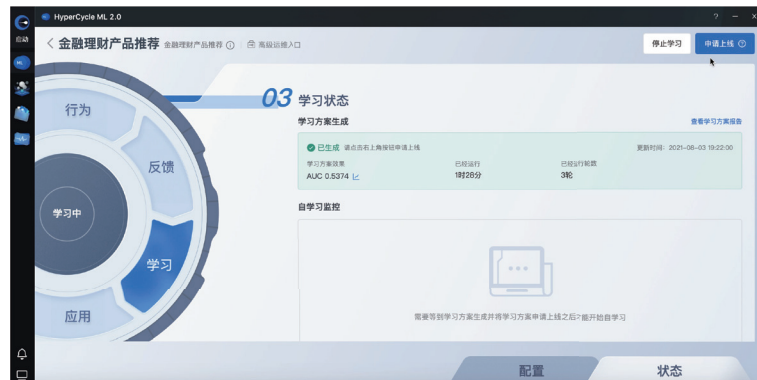 HyperCycle ML 2.0
启动
金融理财产品推荐 金融理财产品推荐 高级运维入口
停止学习
申请上线
行为
反馈
学习中
学习
应用
03 学习状态
学习方案生成
查看学习方案报告
已生成 请点击右上角按钮申请上线
更新时间：2021-08-03 19:22:00
学习方案效果
已经运行
已经运行轮数
AUC 0.5374
1时28分
3轮
自学习监控
需要等到学习方案生成并将学习方案申请上线之后才能开始自学习
配置
状态